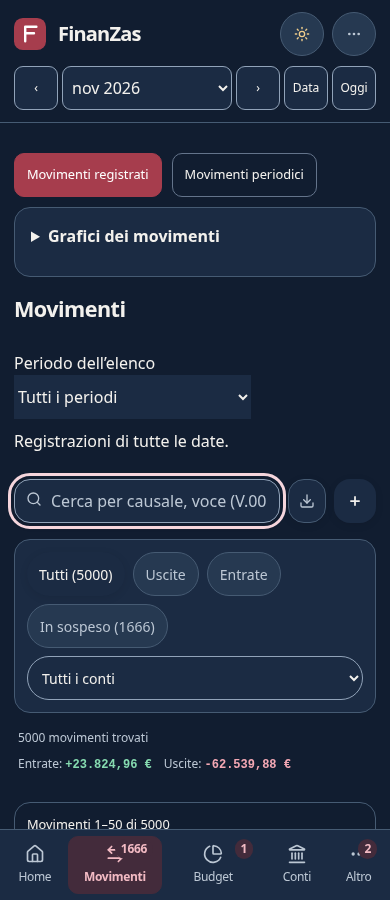 FinanZas
‹
nov 2026
›
Data
Oggi
Movimenti registrati
Movimenti periodici
Grafici dei movimenti
Movimenti
Periodo dell’elenco
Tutti i periodi
Registrazioni di tutte le date.
Cerca per causale, voce (V.00
+
Tutti (5000)
Uscite
Entrate
In sospeso (1666)
Tutti i conti
5000 movimenti trovati
Entrate: +23.824,96 € Uscite: -62.539,88 €
Movimenti 1–50 di 5000
1666
1
2
Home
Movimenti
Budget
Conti
Altro